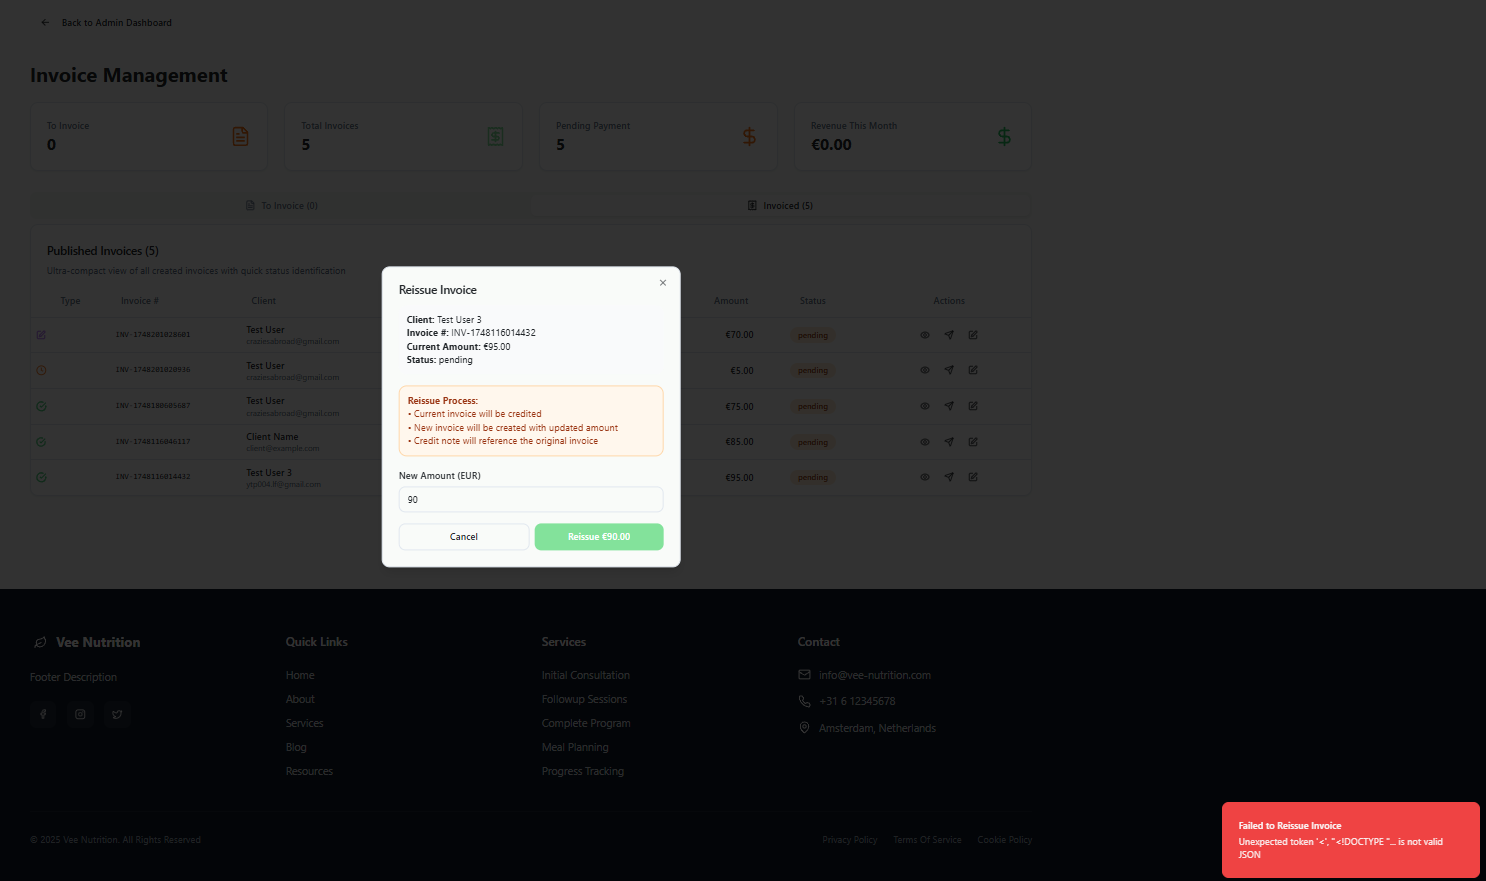 Back to Admin Dashboard
Invoice Management
To Invoice
0
Total Invoices
5
Pending Payment
5
Revenue This Month
€0.00
To Invoice (0)
Invoiced (5)
Published Invoices (5)
Ultra-compact view of all created invoices with quick status identification
Type Invoice # Client Amount Status Actions
INV-1748201028601 Test User €70.00 pending
craziesabroad@gmail.com
INV-1748201020936 Test User €5.00 pending
craziesabroad@gmail.com
INV-1748180605687 Test User €75.00 pending
craziesabroad@gmail.com
INV-1748116046117 Client Name €85.00 pending
client@example.com
INV-1748116014432 Test User 3 €95.00 pending
Reissue Invoice
Client: Test User 3
Invoice #: INV-1748116014432
Current Amount: €95.00
Status: pending
Reissue Process:
• Current invoice will be credited
• New invoice will be created with updated amount
• Credit note will reference the original invoice
New Amount (EUR)
90
Cancel
Reissue €90.00
Vee Nutrition
Footer Description
Quick Links
Home
About
Services
Blog
Resources
Services
Initial Consultation
Followup Sessions
Complete Program
Meal Planning
Progress Tracking
Contact
info@vee-nutrition.com
+31 6 12345678
Amsterdam, Netherlands
© 2025 Vee Nutrition. All Rights Reserved
Privacy Policy Terms Of Service Cookie Policy
Failed to Reissue Invoice
Unexpected token '<', "<!DOCTYPE "... is not valid
JSON